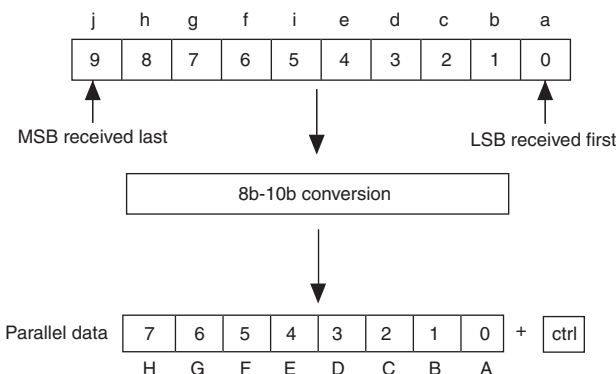 j h g f i e d c b a
9 8 7 6 5 4 3 2 1 0
MSB received last LSB received first
8b-10b conversion
Parallel data 7 6 5 4 3 2 1 0 + ctrl
H G F E D C B A